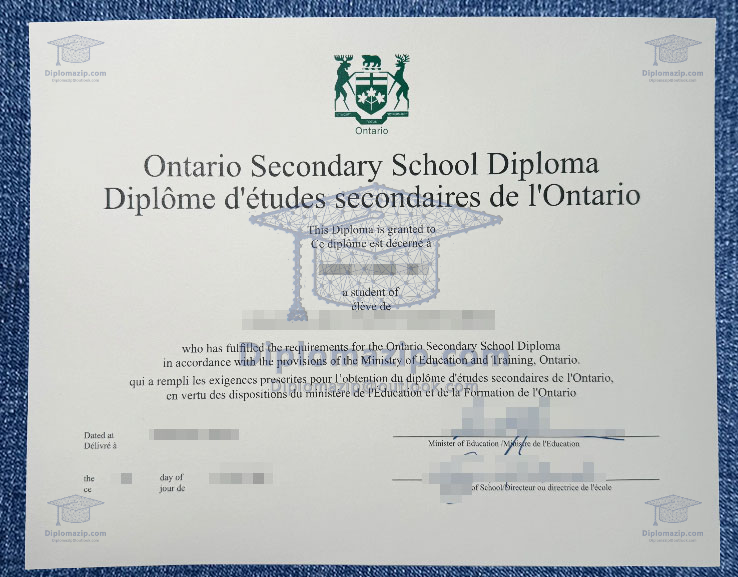 Diplomazip.com
Diplomazip.com
Ontario
Ontario Secondary School Diploma
Diplôme d'études secondaires de l'Ontario
This Diploma is granted to
Ce diplôme est décerné à
a student of
élève de
who has fulfilled the requirements for the Ontario Secondary School Diploma
Diplomazip.com
in accordance with the provisions of the Ministry of Education and Training, Ontario.
qui a rempli les exigences prescrites pour l'obtention du diplôme d'études secondaires de l'Ontario,
Diplomazip@outlook.com
en vertu des dispositions du ministère de l'Éducation et de la Formation de l'Ontario
Dated at
Délivré à
Minister of Education / Ministre de l'Éducation
the day of
ce jour de
of School/Directeur ou directrice de l'école
Diplomazip.com
Diplomazip.com